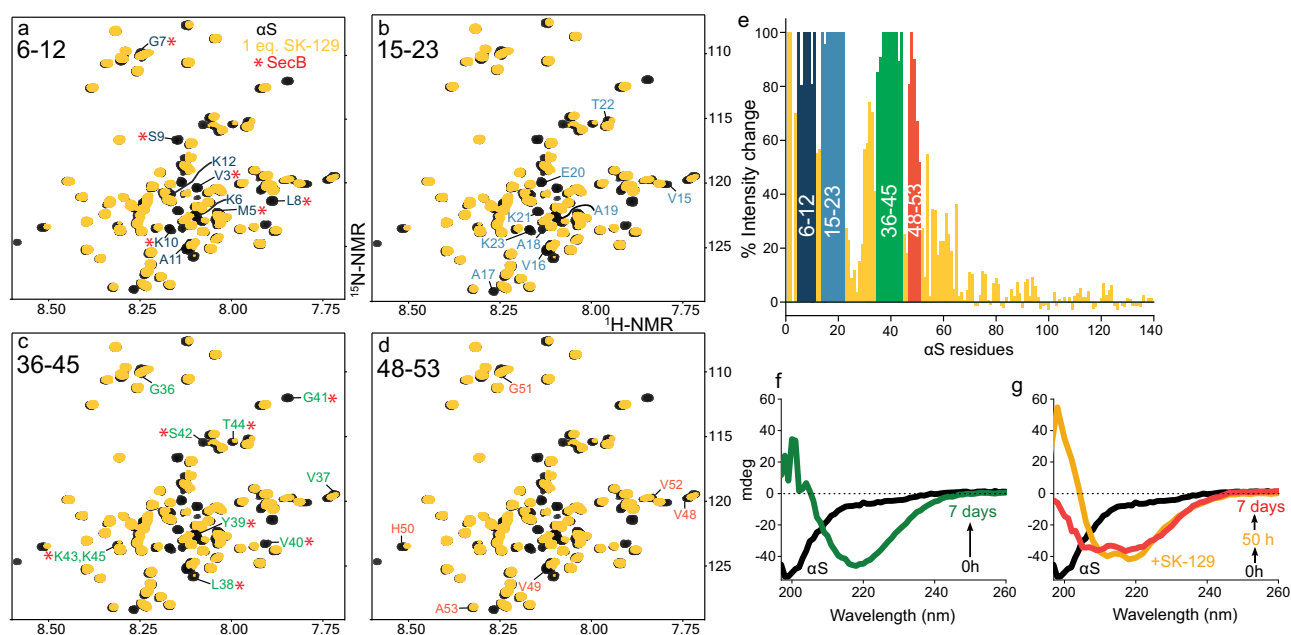 a
6-12
αS
1 eq. SK-129
* SecB
G7*
*S9
K12
V3*
K6
M5*
L8*
*K10
A11
8.50
8.25
8.00
7.75
b
15-23
T22
E20
V15
K21
A19
K23
A18
V16
A17
110
115
120
125
¹⁵N-NMR
¹H-NMR
8.50
8.25
8.00
7.75
c
36-45
G36
G41*
*S42
T44*
V37
Y39*
*K43,K45
V40*
L38*
8.50
8.25
8.00
7.75
d
48-53
G51
V52
V48
H50
V49
A53
110
115
120
125
8.50
8.25
8.00
7.75
e
% Intensity change
100
80
60
40
20
0
6-12
15-23
36-45
48-53
0
20
40
60
80
100
120
140
αS residues
f
mdeg
60
40
20
0
-20
-40
7 days
0h
αS
200
220
240
260
Wavelength (nm)
g
60
40
20
0
-20
-40
7 days
50 h
0h
+SK-129
αS
200
220
240
260
Wavelength (nm)